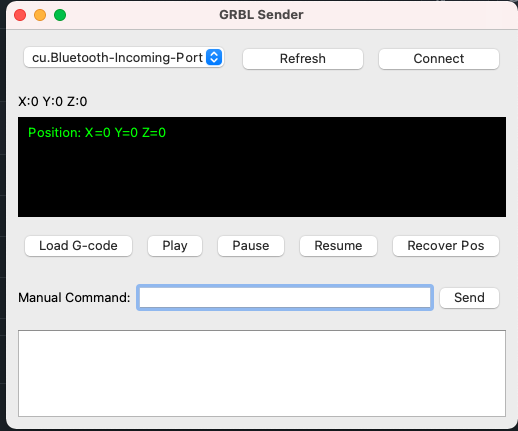 GRBL Sender
cu.Bluetooth-Incoming-Port Refresh Connect
X:0 Y:0 Z:0
Position: X=0 Y=0 Z=0
Load G-code Play Pause Resume Recover Pos
Manual Command: Send